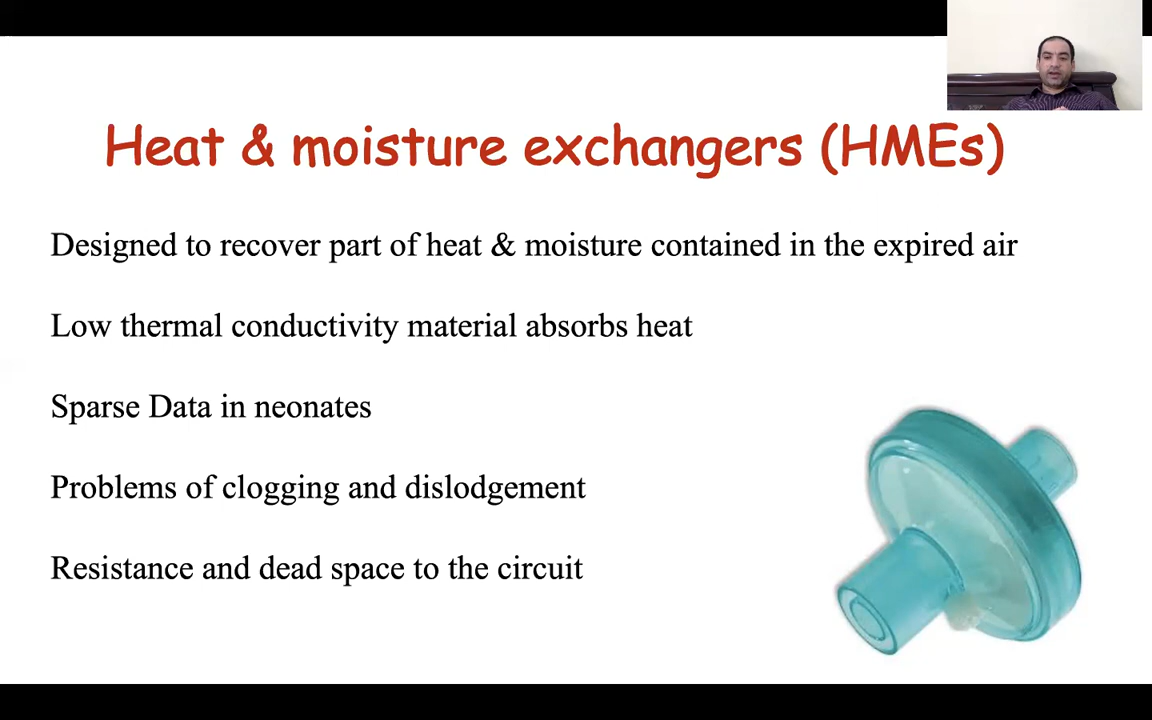 Heat & moisture exchangers (HMEs)
Designed to recover part of heat & moisture contained in the expired air
Low thermal conductivity material absorbs heat
Sparse Data in neonates
Problems of clogging and dislodgement
Resistance and dead space to the circuit